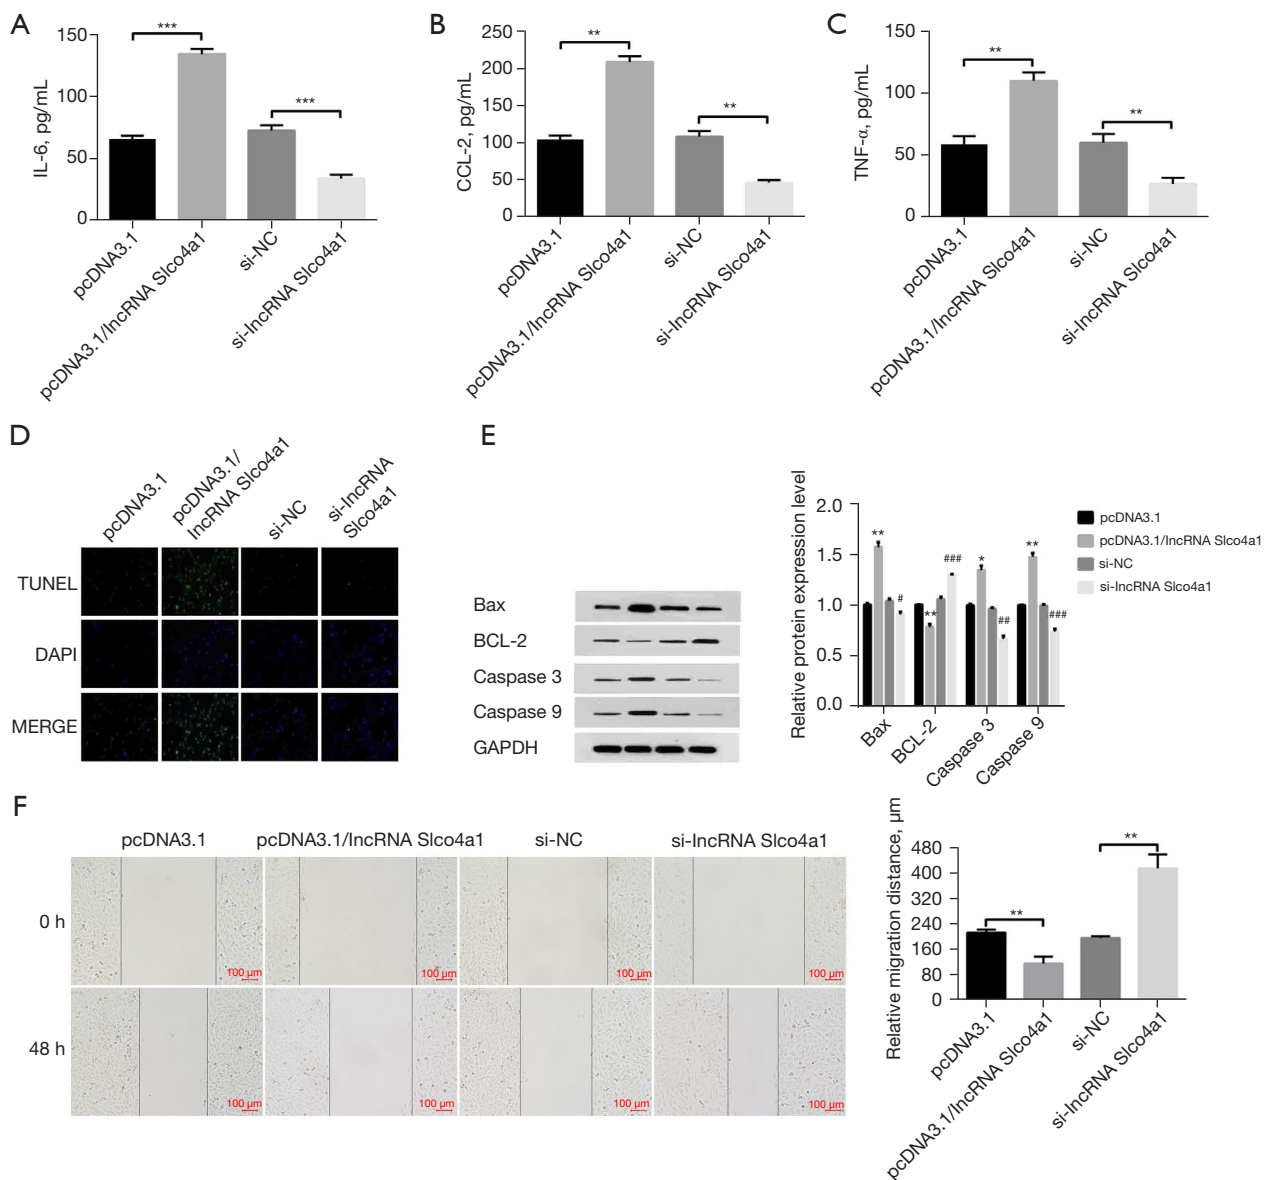 A
IL-6, pg/mL
150
100
50
0
***
***
pcDNA3.1
pcDNA3.1/lncRNA Slco4a1
si-NC
si-lncRNA Slco4a1
B
CCL-2, pg/mL
250
200
150
100
50
0
**
**
pcDNA3.1
pcDNA3.1/lncRNA Slco4a1
si-NC
si-lncRNA Slco4a1
C
TNF-α, pg/mL
150
100
50
0
**
**
pcDNA3.1
pcDNA3.1/lncRNA Slco4a1
si-NC
si-lncRNA Slco4a1
D
pcDNA3.1
pcDNA3.1/
lncRNA Slco4a1
si-NC
si-lncRNA
Slco4a1
TUNEL
DAPI
MERGE
E
Bax
BCL-2
Caspase 3
Caspase 9
GAPDH
Relative protein expression level
2.0
1.5
1.0
0.5
0.0
**
#
**
###
*
##
**
###
Bax
BCL-2
Caspase 3
Caspase 9
pcDNA3.1
pcDNA3.1/lncRNA Slco4a1
si-NC
si-lncRNA Slco4a1
F
pcDNA3.1
pcDNA3.1/lncRNA Slco4a1
si-NC
si-lncRNA Slco4a1
0 h
100 μm
100 μm
100 μm
100 μm
48 h
100 μm
100 μm
100 μm
100 μm
Relative migration distance, μm
480
400
320
240
160
80
0
**
**
pcDNA3.1
pcDNA3.1/lncRNA Slco4a1
si-NC
si-lncRNA Slco4a1